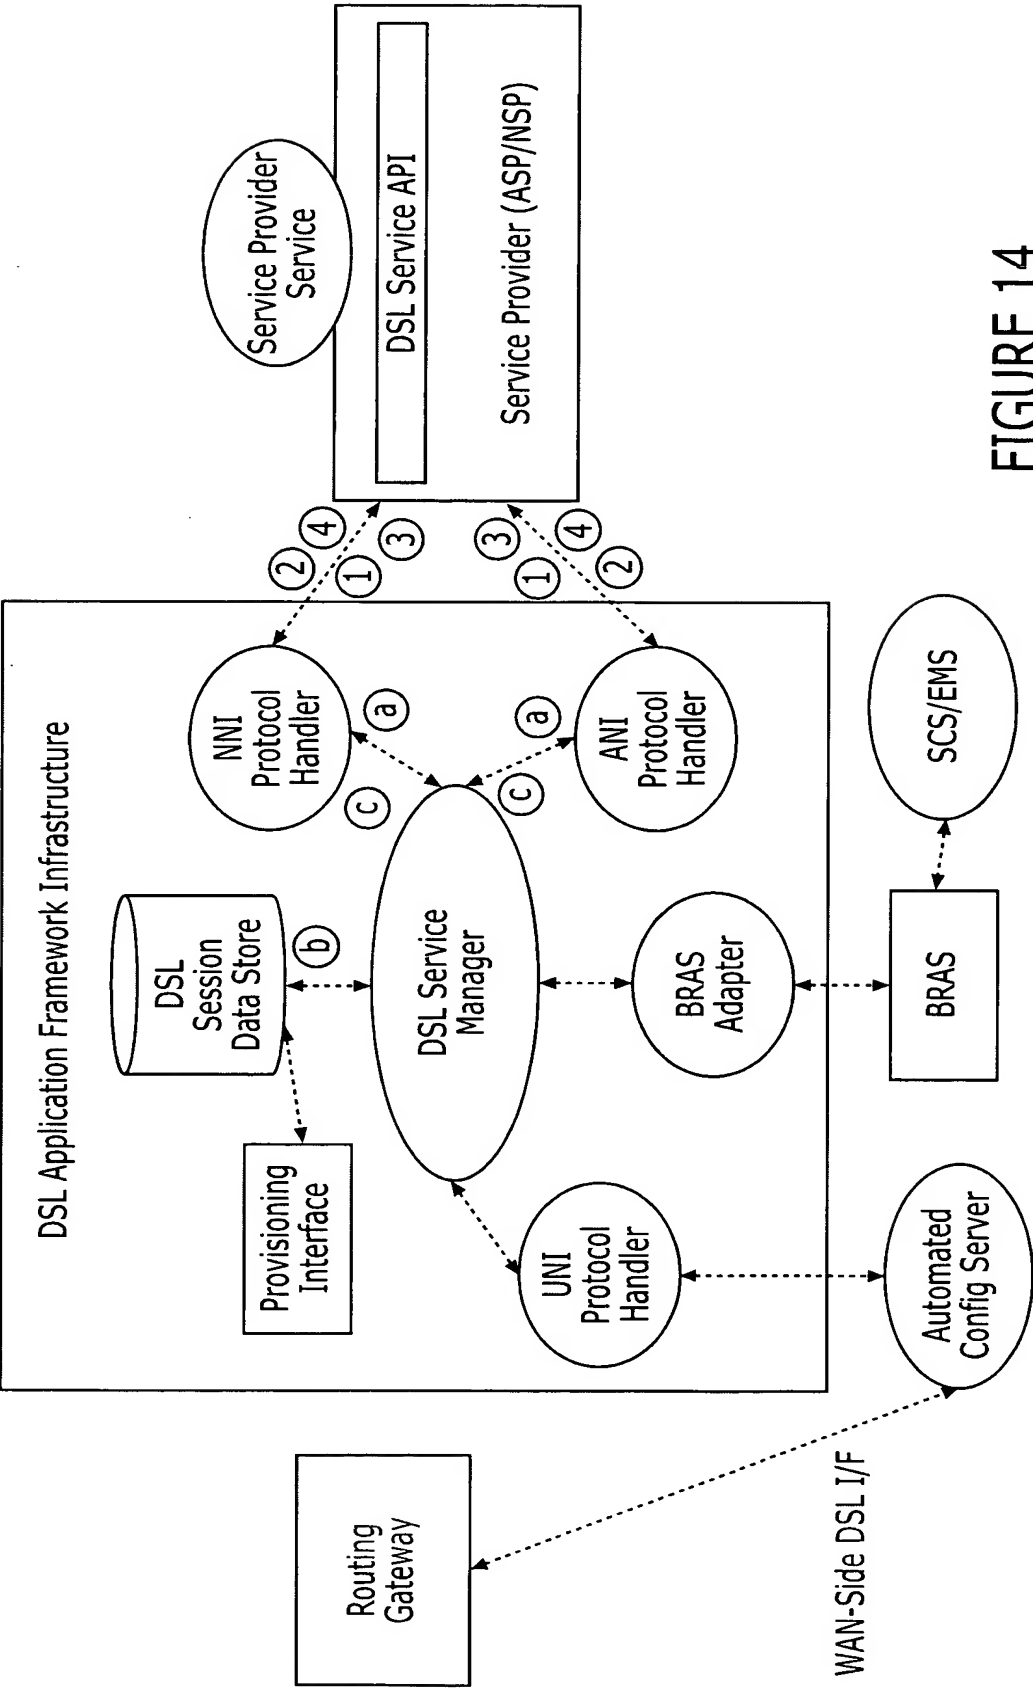 DSL Application Framework Infrastructure
Routing
Gateway
WAN-Side DSL I/F
Provisioning
Interface
DSL
Session
Data Store
b
DSL Service
Manager
UNI
Protocol
Handler
Automated
Config Server
BRAS
Adapter
BRAS
SCS/EMS
NNI
Protocol
Handler
a
c
ANI
Protocol
Handler
a
c
2
4
1
3
3
1
4
2
Service Provider
Service
DSL Service API
Service Provider (ASP/NSP)
FIGURE 14